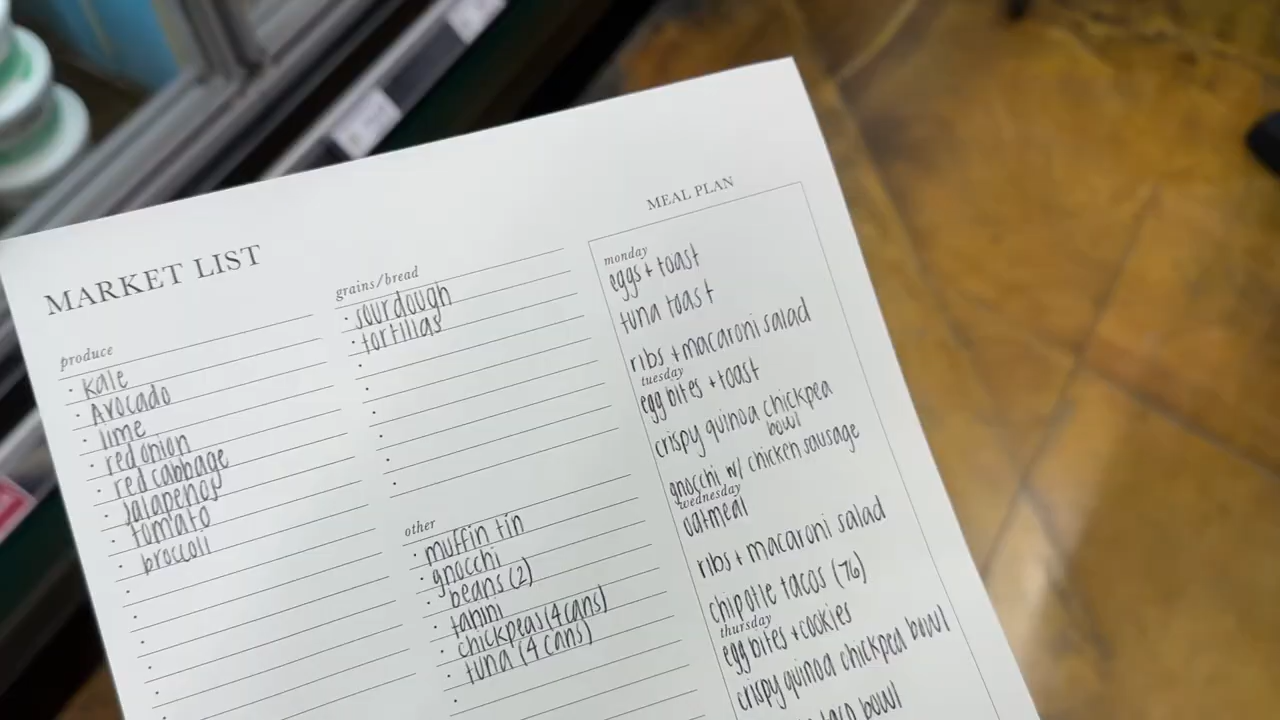 MARKET LIST
produce
kale
Avocado
lime
red onion
red cabbage
jalapeños
tomato
broccoli
grains/bread
sourdough
tortillas
other
muffin tin
gnocchi
beans (2)
tahini
chickpeas (4 cans)
tuna (4 cans)
MEAL PLAN
monday
eggs + toast
tuna toast
ribs + macaroni salad
tuesday
egg bites + toast
crispy quinoa chickpea
bowl
gnocchi w/ chicken sausage
wednesday
oatmeal
ribs + macaroni salad
chipotle tacos (76)
thursday
egg bites + cookies
crispy quinoa chickpea bowl
taco bowl